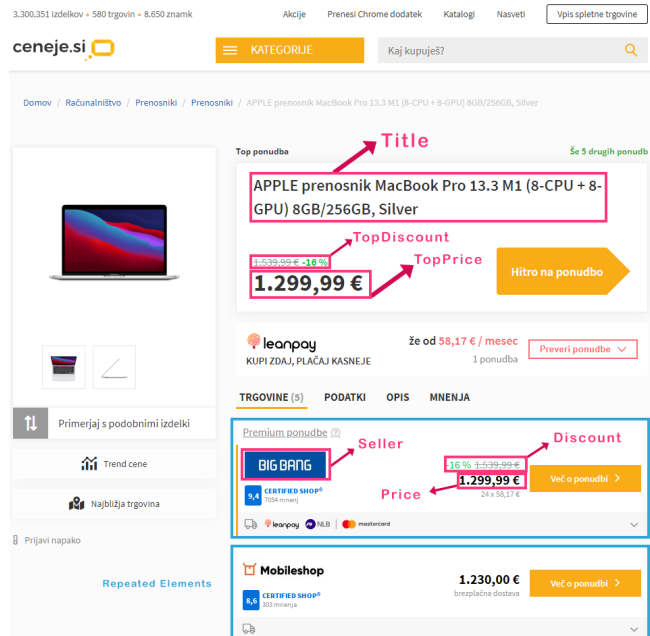 3.300.351 izdelkov • 580 trgovin • 8.650 znamk
Akcije
Prenesi Chrome dodatek
Katalogi
Nasveti
Vpis spletne trgovine
ceneje.si
KATEGORIJE
Kaj kupuješ?
Domov / Računalništvo / Prenosniki / Prenosniki / APPLE prenosnik MacBook Pro 13.3 M1 (8-CPU + 8-GPU) 8GB/256GB, Silver
Top ponudba
Title
Še 5 drugih ponudb
APPLE prenosnik MacBook Pro 13.3 M1 (8-CPU + 8-
GPU) 8GB/256GB, Silver
TopDiscount
1.539,99 € -16 %
TopPrice
1.299,99 €
Hitro na ponudbo
leanpay
KUPI ZDAJ, PLAČAJ KASNEJE
že od 58,17 € / mesec
1 ponudba
Preveri ponudbe
TRGOVINE (5)
PODATKI
OPIS
MNENJA
Primerjaj s podobnimi izdelki
Trend cene
Najbližja trgovina
Prijavi napako
Repeated Elements
Premium ponudbe
Seller
Discount
BIG BANG
-16 % 1.539,99 €
1.299,99 €
Price
24 x 58,17 €
Več o ponudbi
9,4
CERTIFIED SHOP®
7054 mnenj
leanpay
NLB
mastercard
Mobileshop
1.230,00 €
brezplačna dostava
Več o ponudbi
8,6
CERTIFIED SHOP®
303 mnenja